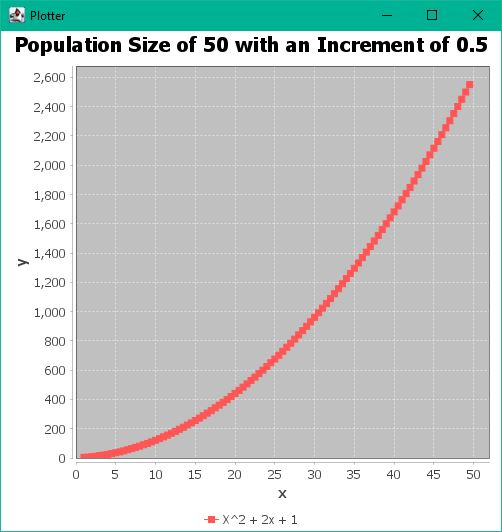 Plotter
Population Size of 50 with an Increment of 0.5
2,600
2,400
2,200
2,000
1,800
1,600
1,400
1,200
1,000
800
600
400
200
0
y
0 5 10 15 20 25 30 35 40 45 50
x
X^2 + 2x + 1